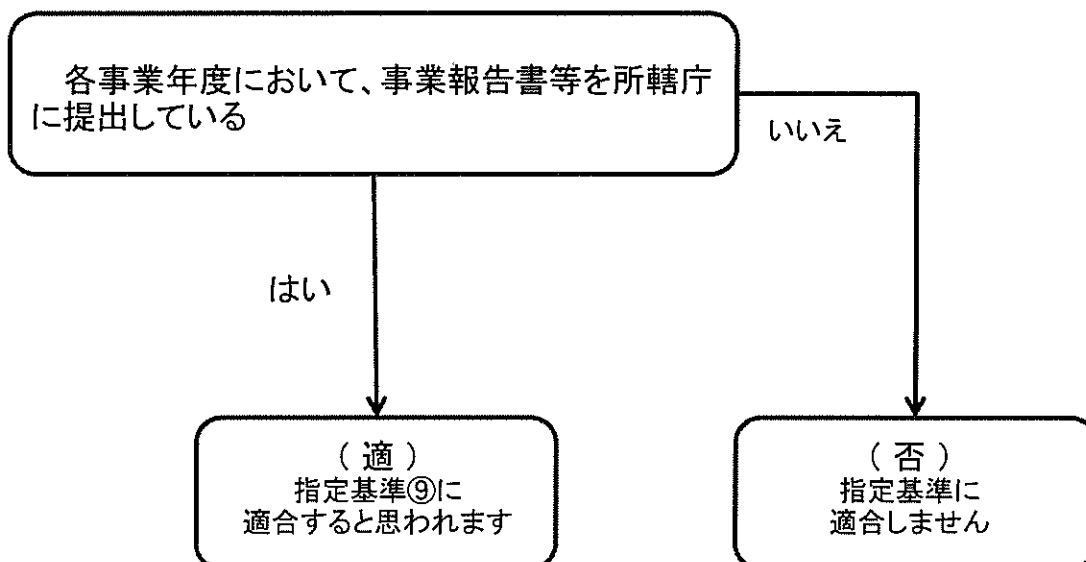 各事業年度において、事業報告書等を所轄庁
に提出している
いいえ
はい
（ 適 ）
指定基準⑨に
適合すると思われます
（ 否 ）
指定基準に
適合しません